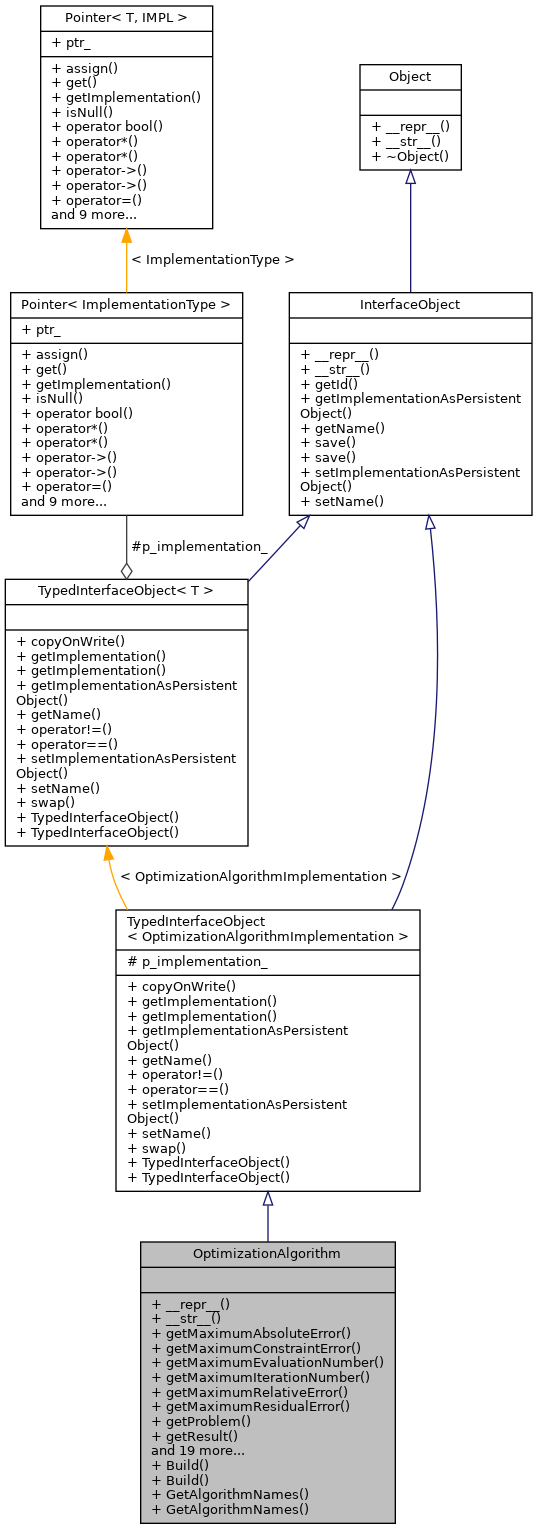 Pointer< T, IMPL >
+ ptr_
+ assign()
+ get()
+ getImplementation()
+ isNull()
+ operator bool()
+ operator*()
+ operator*()
+ operator->()
+ operator->()
+ operator=()
and 9 more...
Object
+ __repr__()
+ __str__()
+ ~Object()
< ImplementationType >
Pointer< ImplementationType >
+ ptr_
+ assign()
+ get()
+ getImplementation()
+ isNull()
+ operator bool()
+ operator*()
+ operator*()
+ operator->()
+ operator->()
+ operator=()
and 9 more...
InterfaceObject
+ __repr__()
+ __str__()
+ getId()
+ getImplementationAsPersistent
Object()
+ getName()
+ save()
+ save()
+ setImplementationAsPersistent
Object()
+ setName()
#p_implementation_
TypedInterfaceObject< T >
+ copyOnWrite()
+ getImplementation()
+ getImplementation()
+ getImplementationAsPersistent
Object()
+ getName()
+ operator!=()
+ operator==()
+ setImplementationAsPersistent
Object()
+ setName()
+ swap()
+ TypedInterfaceObject()
+ TypedInterfaceObject()
< OptimizationAlgorithmImplementation >
TypedInterfaceObject
< OptimizationAlgorithmImplementation >
# p_implementation_
+ copyOnWrite()
+ getImplementation()
+ getImplementation()
+ getImplementationAsPersistent
Object()
+ getName()
+ operator!=()
+ operator==()
+ setImplementationAsPersistent
Object()
+ setName()
+ swap()
+ TypedInterfaceObject()
+ TypedInterfaceObject()
OptimizationAlgorithm
+ __repr__()
+ __str__()
+ getMaximumAbsoluteError()
+ getMaximumConstraintError()
+ getMaximumEvaluationNumber()
+ getMaximumIterationNumber()
+ getMaximumRelativeError()
+ getMaximumResidualError()
+ getProblem()
+ getResult()
and 19 more...
+ Build()
+ Build()
+ GetAlgorithmNames()
+ GetAlgorithmNames()